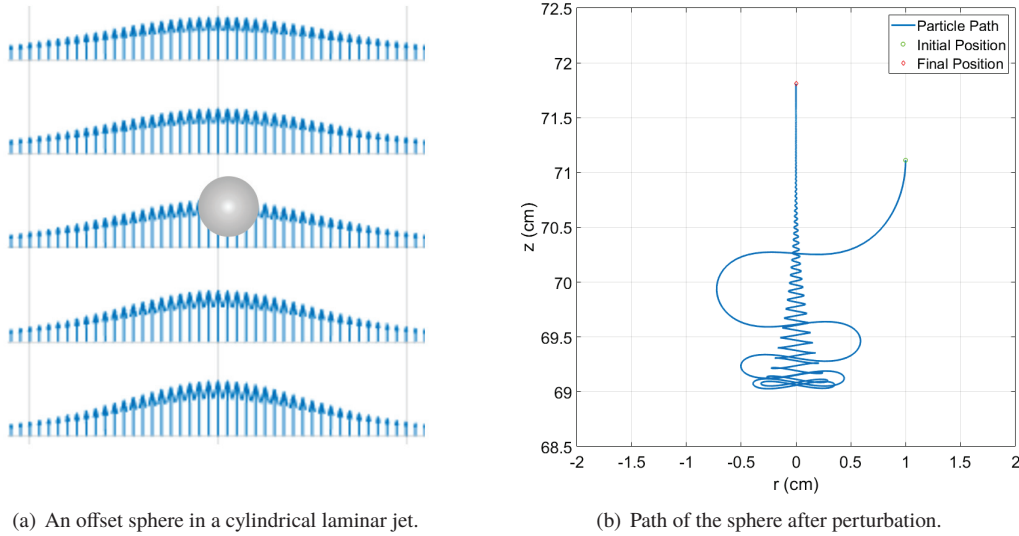 72.5
72
71.5
71
70.5
70
69.5
69
68.5
z (cm)
-2
-1.5
-1
-0.5
0
0.5
1
1.5
2
r (cm)
Particle Path
Initial Position
Final Position
(a) An offset sphere in a cylindrical laminar jet.
(b) Path of the sphere after perturbation.